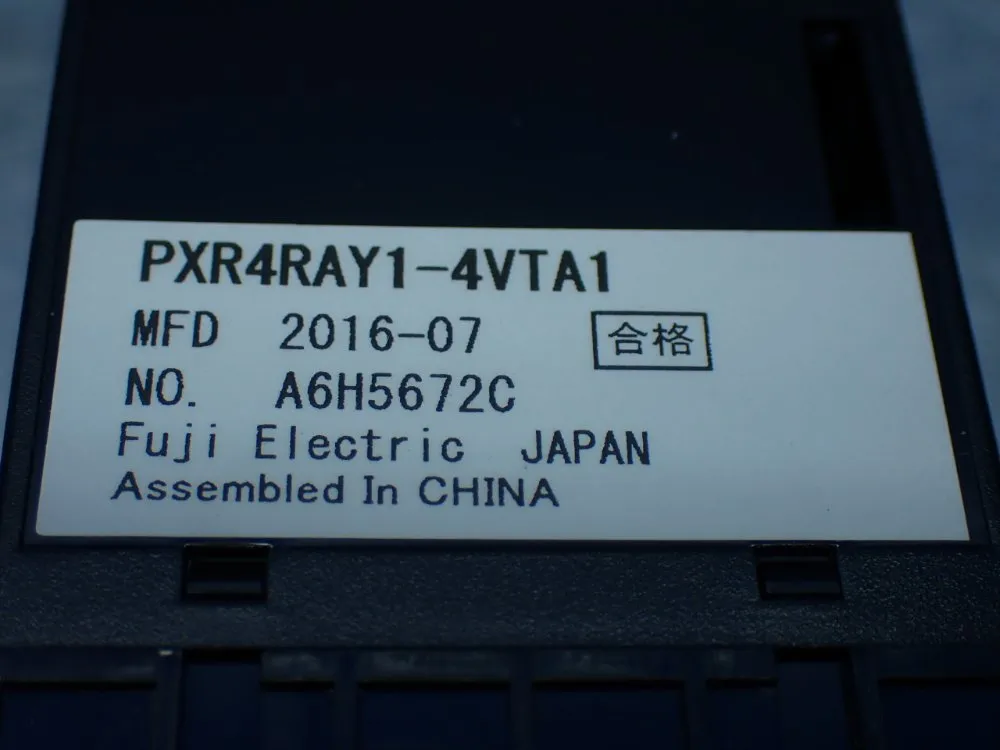 PXR4RAY1-4VTA1
MFD 2016-07 合格
NO. A6H5672C
Fuji Electric JAPAN
Assembled In CHINA